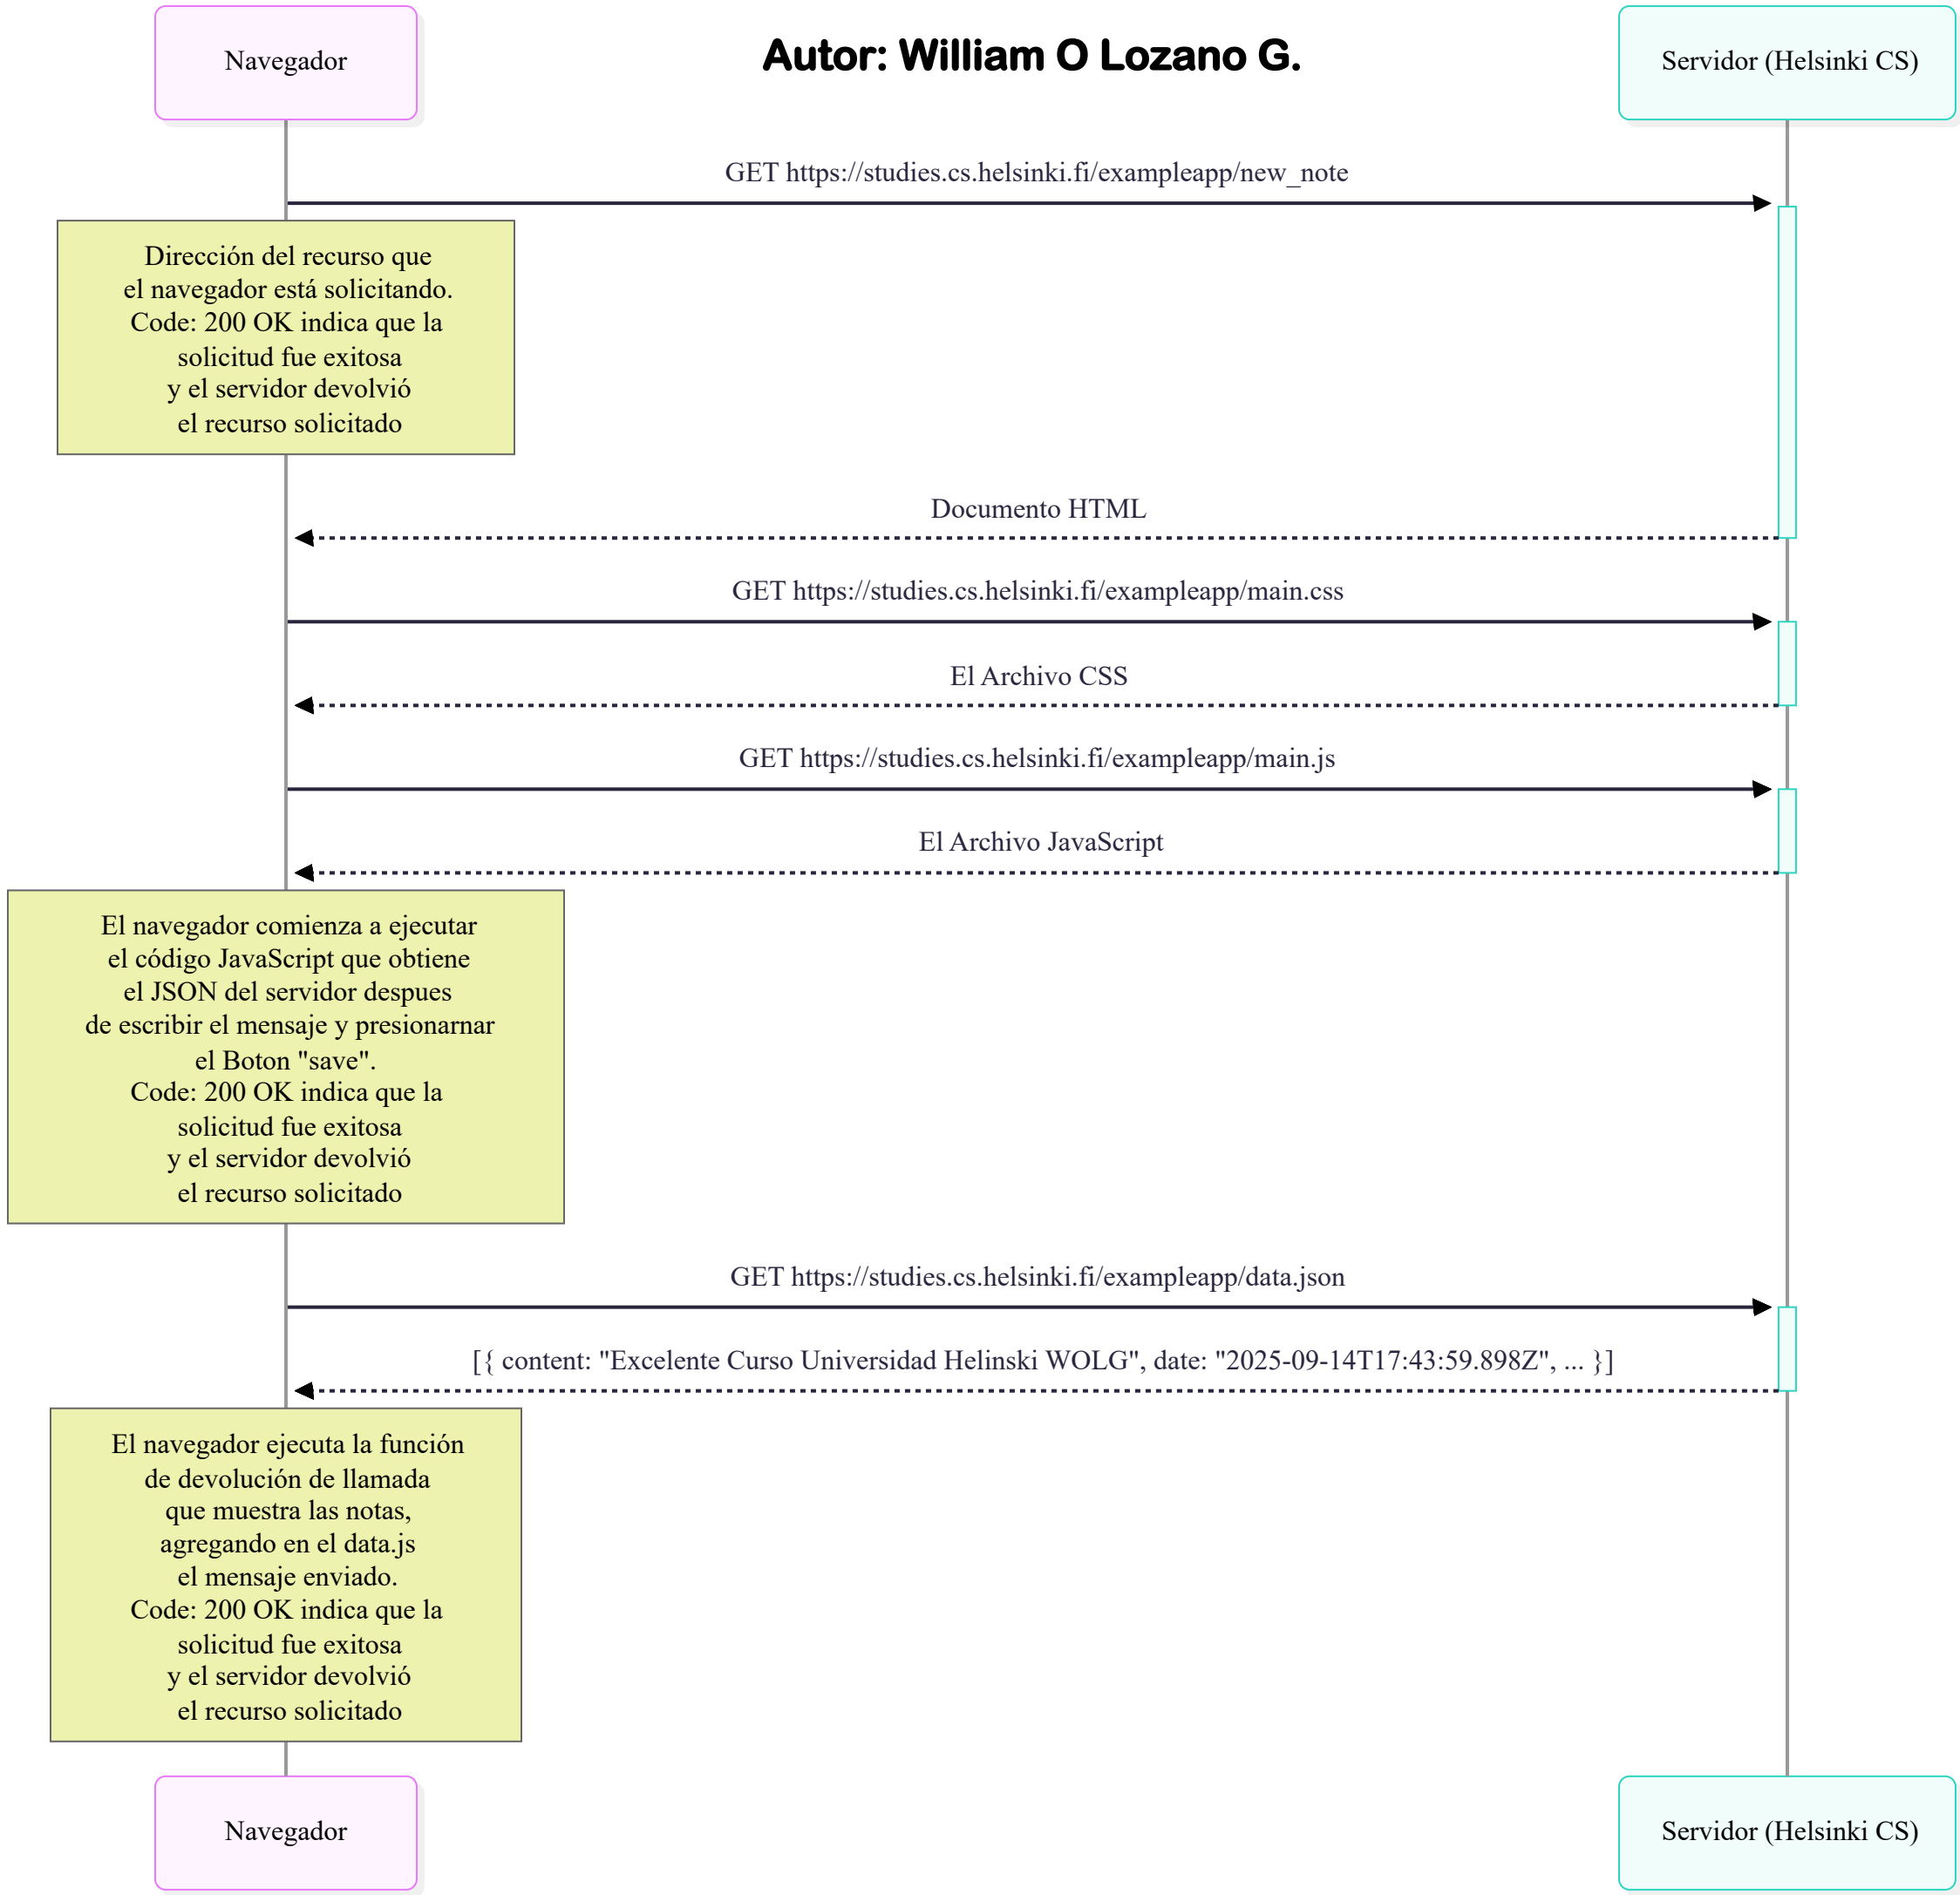 Navegador
Autor: William O Lozano G.
Servidor (Helsinki CS)
GET https://studies.cs.helsinki.fi/exampleapp/new_note
Dirección del recurso que
el navegador está solicitando.
Code: 200 OK indica que la
solicitud fue exitosa
y el servidor devolvió
el recurso solicitado
Documento HTML
GET https://studies.cs.helsinki.fi/exampleapp/main.css
El Archivo CSS
GET https://studies.cs.helsinki.fi/exampleapp/main.js
El Archivo JavaScript
El navegador comienza a ejecutar
el código JavaScript que obtiene
el JSON del servidor despues
de escribir el mensaje y presionarnar
el Boton "save".
Code: 200 OK indica que la
solicitud fue exitosa
y el servidor devolvió
el recurso solicitado
GET https://studies.cs.helsinki.fi/exampleapp/data.json
[{ content: "Excelente Curso Universidad Helinski WOLG", date: "2025-09-14T17:43:59.898Z", ... }]
El navegador ejecuta la función
de devolución de llamada
que muestra las notas,
agregando en el data.js
el mensaje enviado.
Code: 200 OK indica que la
solicitud fue exitosa
y el servidor devolvió
el recurso solicitado
Navegador
Servidor (Helsinki CS)